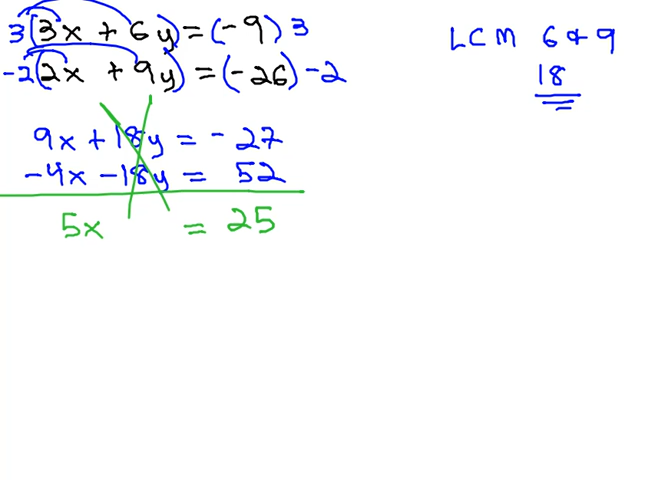 3(3x + 6y) = (-9)3
-2(2x + 9y) = (-26)-2
9x + 18y = -27
-4x - 18y = 52
5x = 25
LCM 6 & 9
18